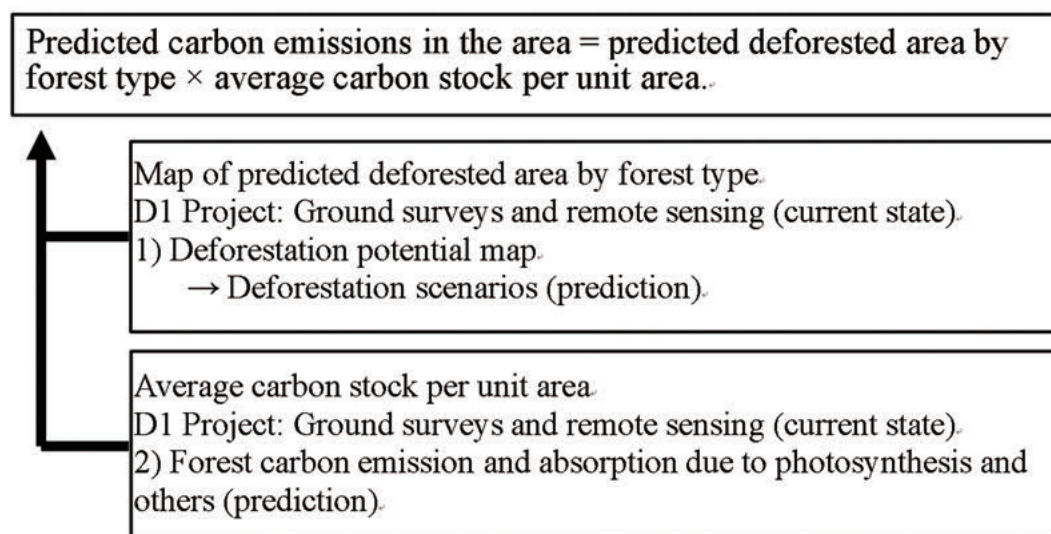 Predicted carbon emissions in the area = predicted deforested area by
forest type × average carbon stock per unit area.
Map of predicted deforested area by forest type
D1 Project: Ground surveys and remote sensing (current state)
1) Deforestation potential map
→ Deforestation scenarios (prediction)
Average carbon stock per unit area
D1 Project: Ground surveys and remote sensing (current state)
2) Forest carbon emission and absorption due to photosynthesis and
others (prediction)